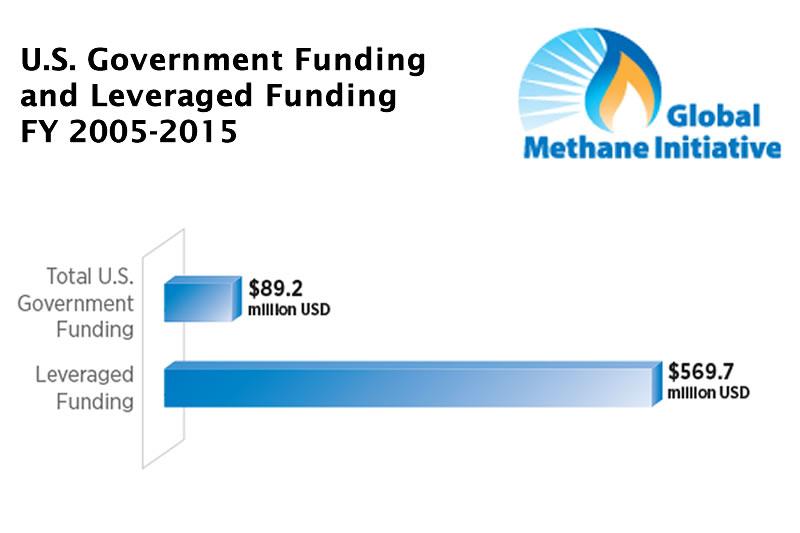 U.S. Government Funding
and Leveraged Funding
FY 2005-2015
Global
Methane Initiative
Total U.S.
Government
Funding
$89.2
million USD
Leveraged
Funding
$569.7
million USD